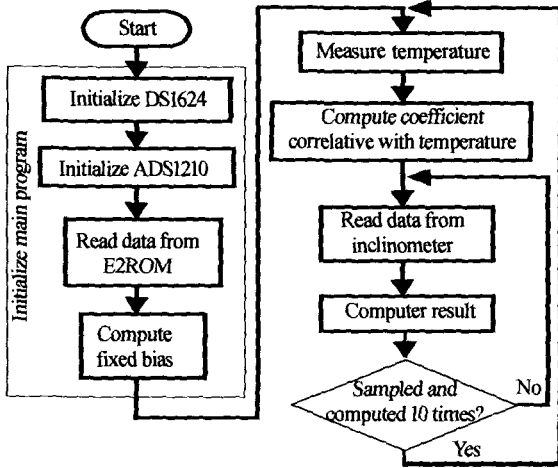 Start
Initialize main program
Initialize DS1624
Initialize ADS1210
Read data from
E2ROM
Compute
fixed bias
Measure temperature
Compute coefficient
correlative with temperature
Read data from
inclinometer
Computer result
Sampled and
computed 10 times?
No
Yes